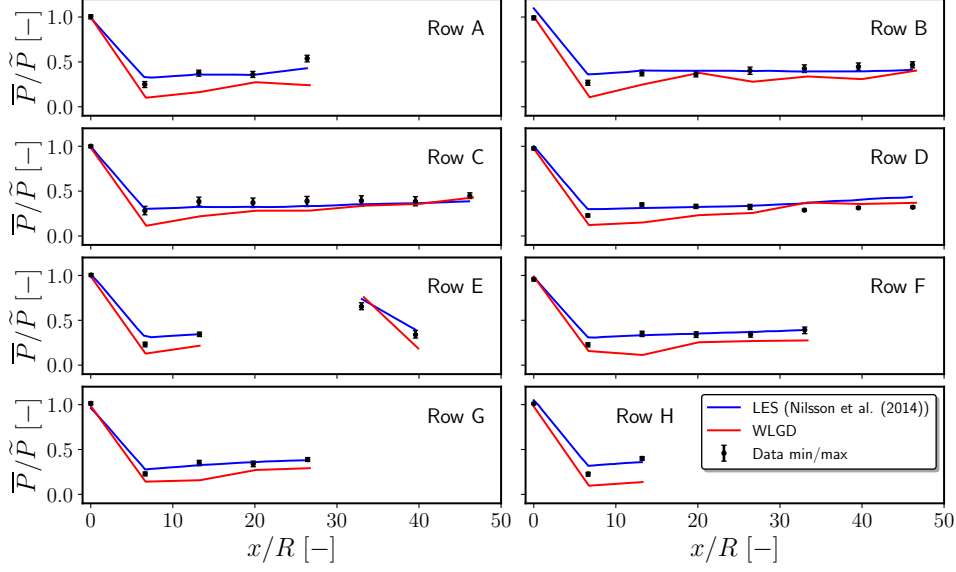 P̅/P̃ [−]
1.0
0.5
0.0
Row A
Row B
P̅/P̃ [−]
1.0
0.5
0.0
Row C
Row D
P̅/P̃ [−]
1.0
0.5
0.0
Row E
Row F
P̅/P̃ [−]
1.0
0.5
0.0
Row G
Row H
LES (Nilsson et al. (2014))
WLGD
Data min/max
0 10 20 30 40 50
0 10 20 30 40 50
x/R [−]
x/R [−]